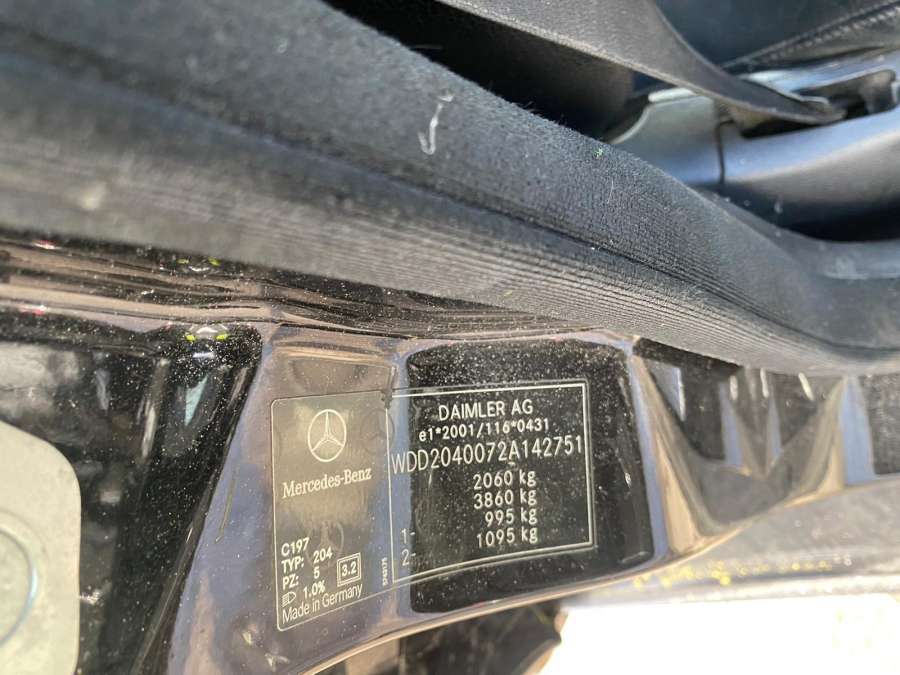 Mercedes-Benz
C197
TYP: 204
PZ: 5
1.0%
3.2
Made in Germany
DAIMLER AG
e1*2001/116*0431
WDD2040072A142751
2060 kg
3860 kg
1- 995 kg
2- 1095 kg